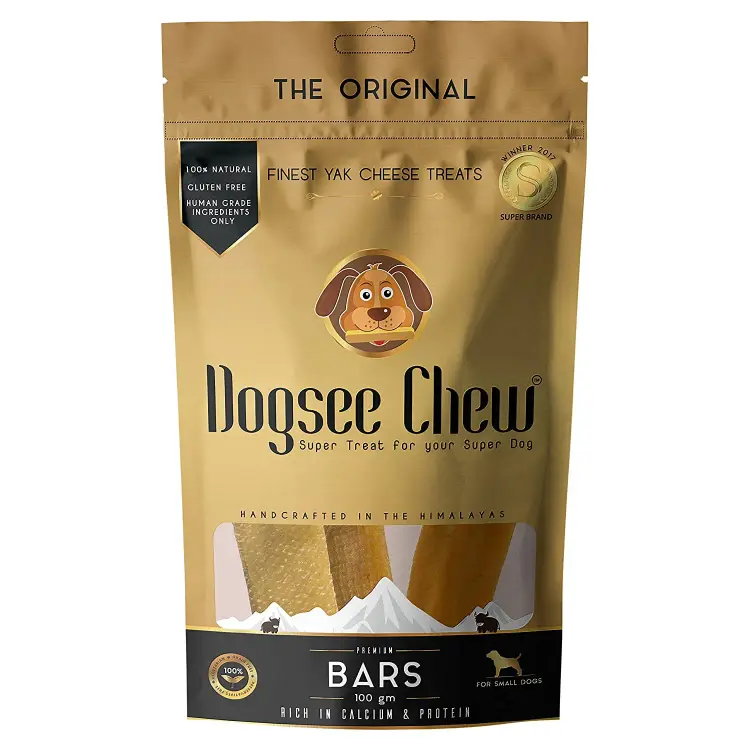 THE ORIGINAL
100% NATURAL
GLUTEN FREE
HUMAN GRADE
INGREDIENTS
ONLY
FINEST YAK CHEESE TREATS
WINNER 2017
S
SUPER BRAND
Dogsee Chew
TM
Super Treat for your Super Dog
HANDCRAFTED IN THE HIMALAYAS
100%
PREMIUM
BARS
100 gm
RICH IN CALCIUM & PROTEIN
FOR SMALL DOGS